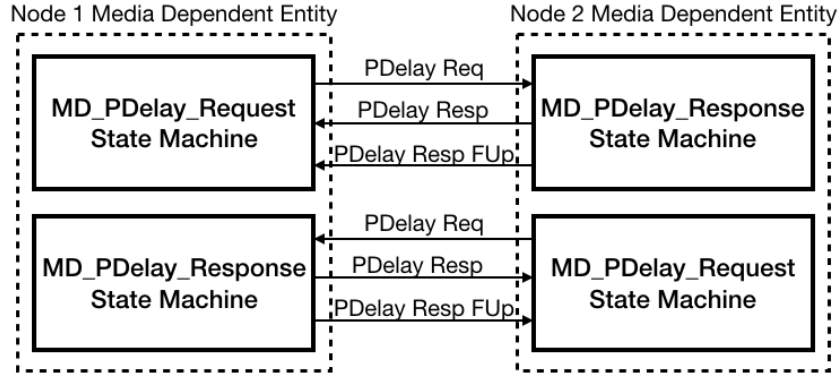 Node 1 Media Dependent Entity
Node 2 Media Dependent Entity
MD_PDelay_Request
State Machine
PDelay Req
PDelay Resp
PDelay Resp FUp
MD_PDelay_Response
State Machine
MD_PDelay_Response
State Machine
PDelay Req
PDelay Resp
PDelay Resp FUp
MD_PDelay_Request
State Machine